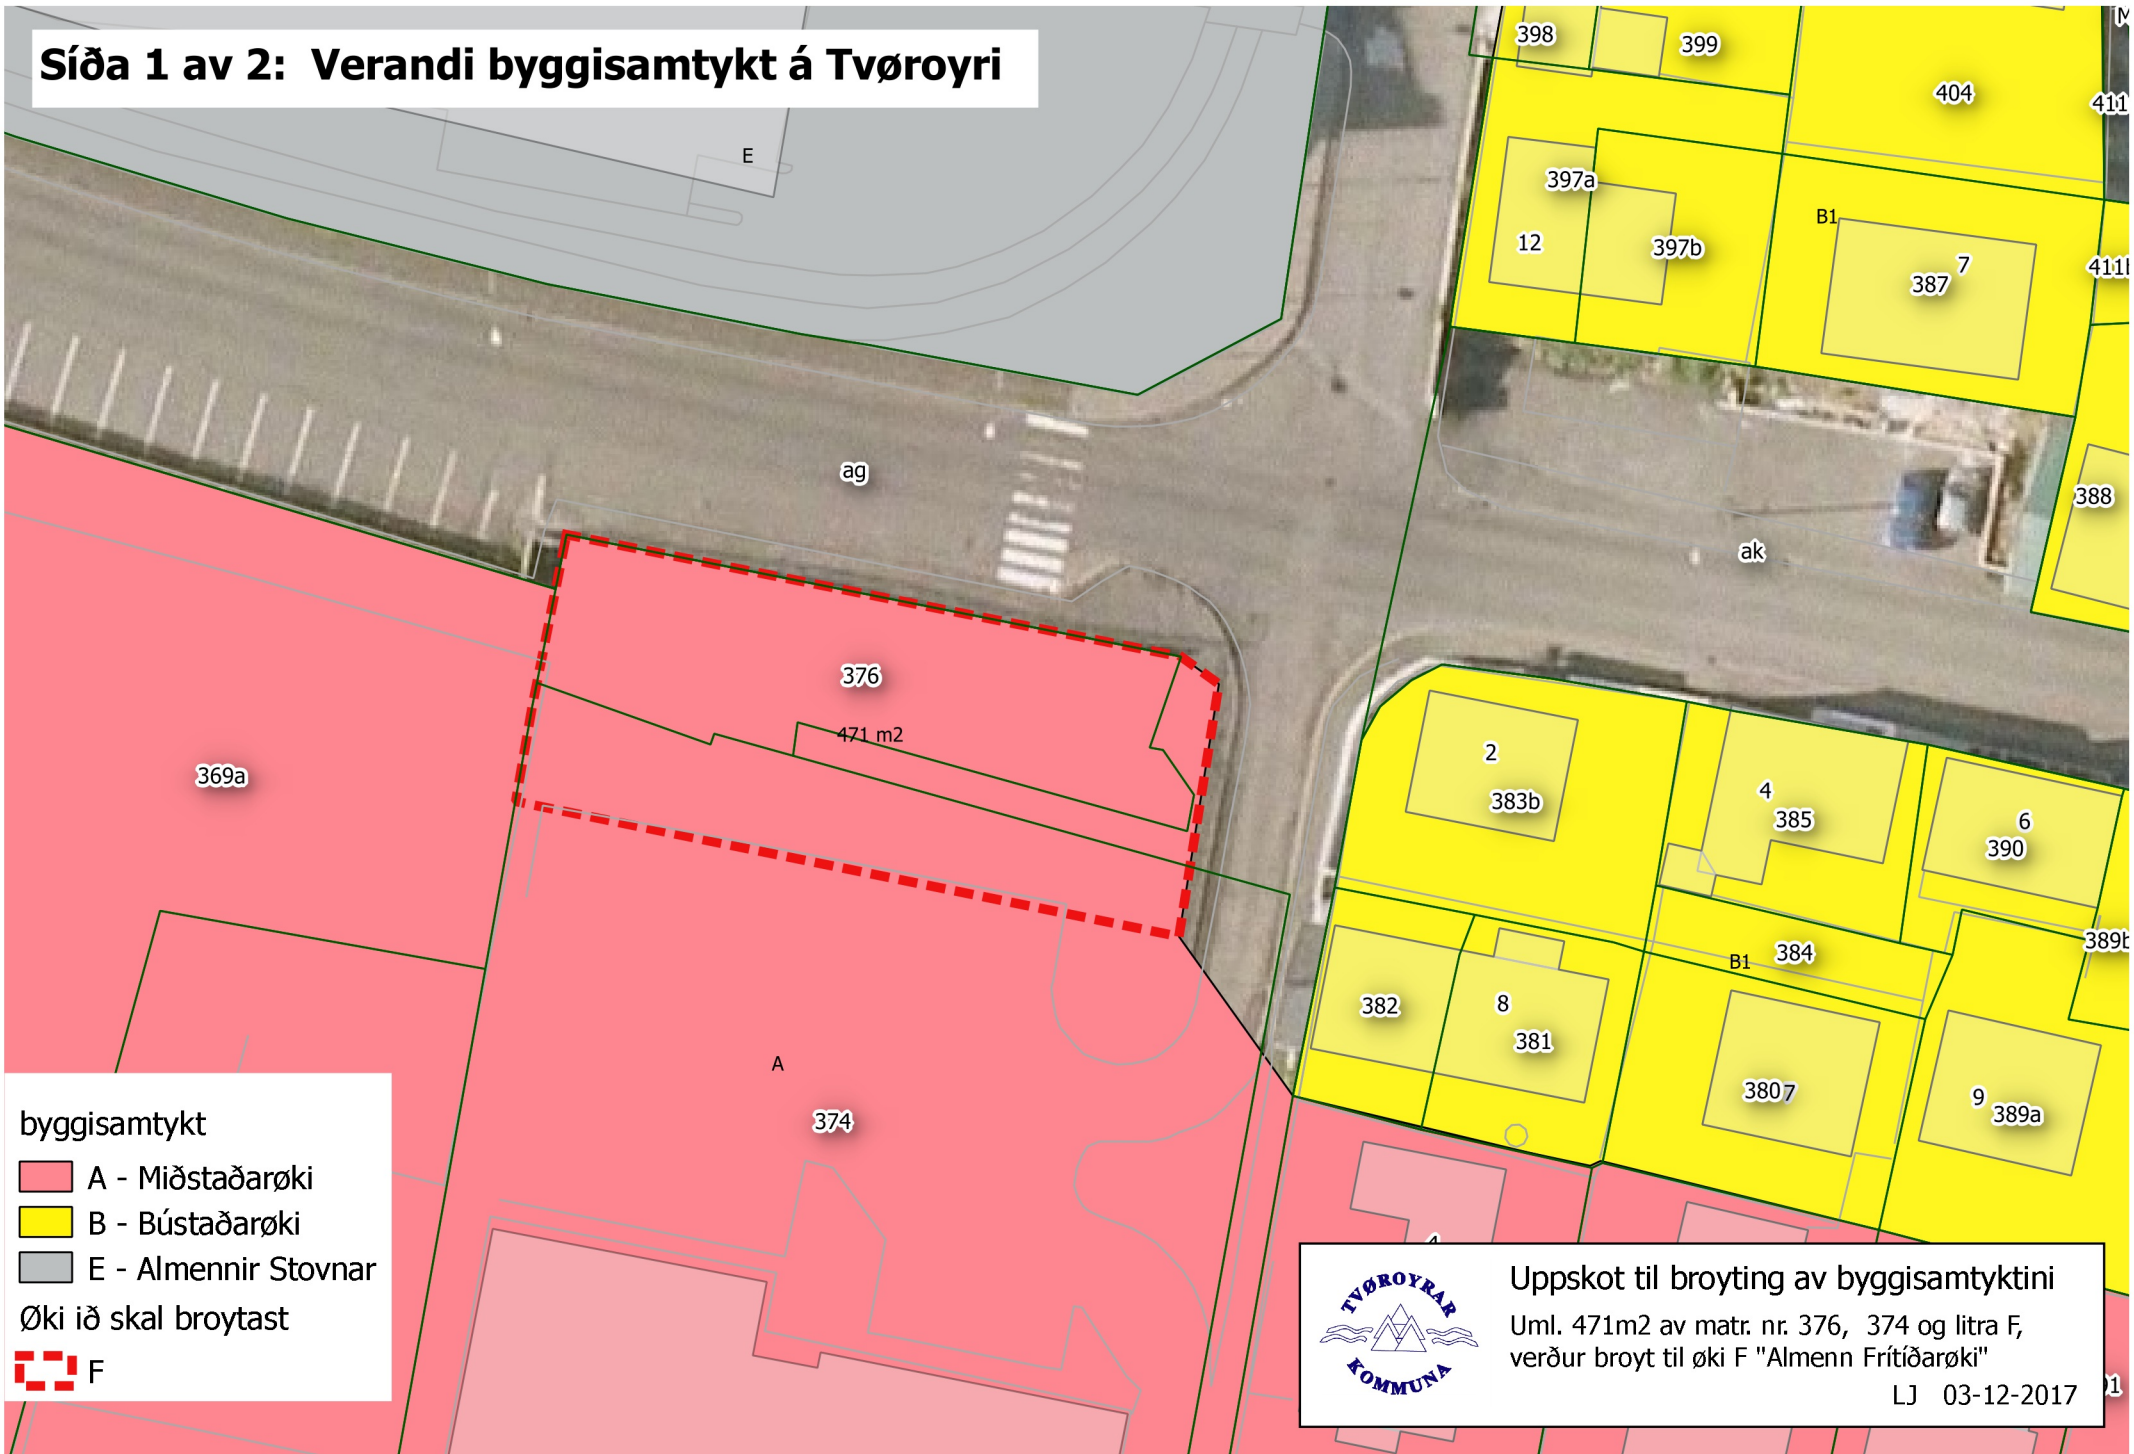 Síða 1 av 2: Verandi byggisamtykt á Tvøroyri
398
399
404
411
E
397a
B1
12
397b
7
387
411b
388
ag
ak
376
471 m2
369a
2
383b
4
385
6
390
389b
384
B1
382
8
381
3807
9
389a
A
374
4
byggisamtykt
A - Miðstaðarøki
B - Bústaðarøki
E - Almennir Stovnar
Øki ið skal broytast
F
TVØROYRAR
KOMMUNA
Uppskot til broyting av byggisamtyktini
Uml. 471m2 av matr. nr. 376, 374 og litra F,
verður broyt til øki F "Almenn Frítíðarøki"
LJ 03-12-2017